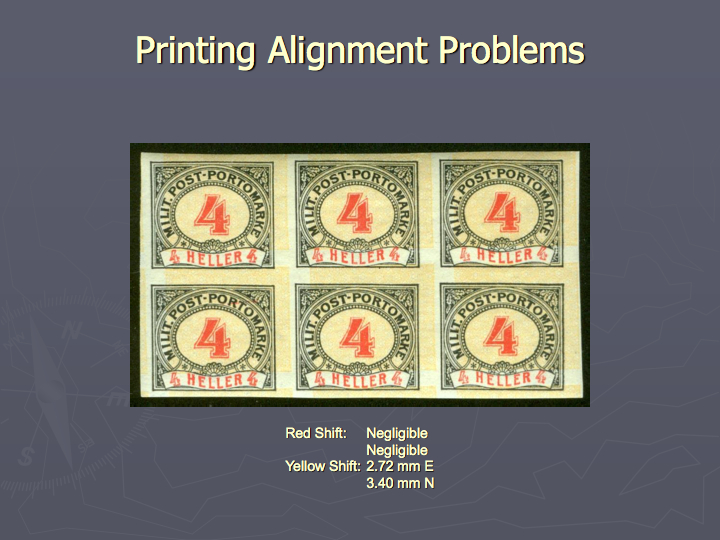 Printing Alignment Problems
MILIT. POST-PORTOMARKE MILIT. POST-PORTOMARKE MILIT. POST-PORTOMARKE
4 4 4
4 HELLER 4 4 HELLER 4 4 HELLER 4
MILIT. POST-PORTOMARKE MILIT. POST-PORTOMARKE MILIT. POST-PORTOMARKE
4 4 4
4 HELLER 4 4 HELLER 4 4 HELLER 4
N
S
m
Red Shift: Negligible
Negligible
Yellow Shift: 2.72 mm E
3.40 mm N